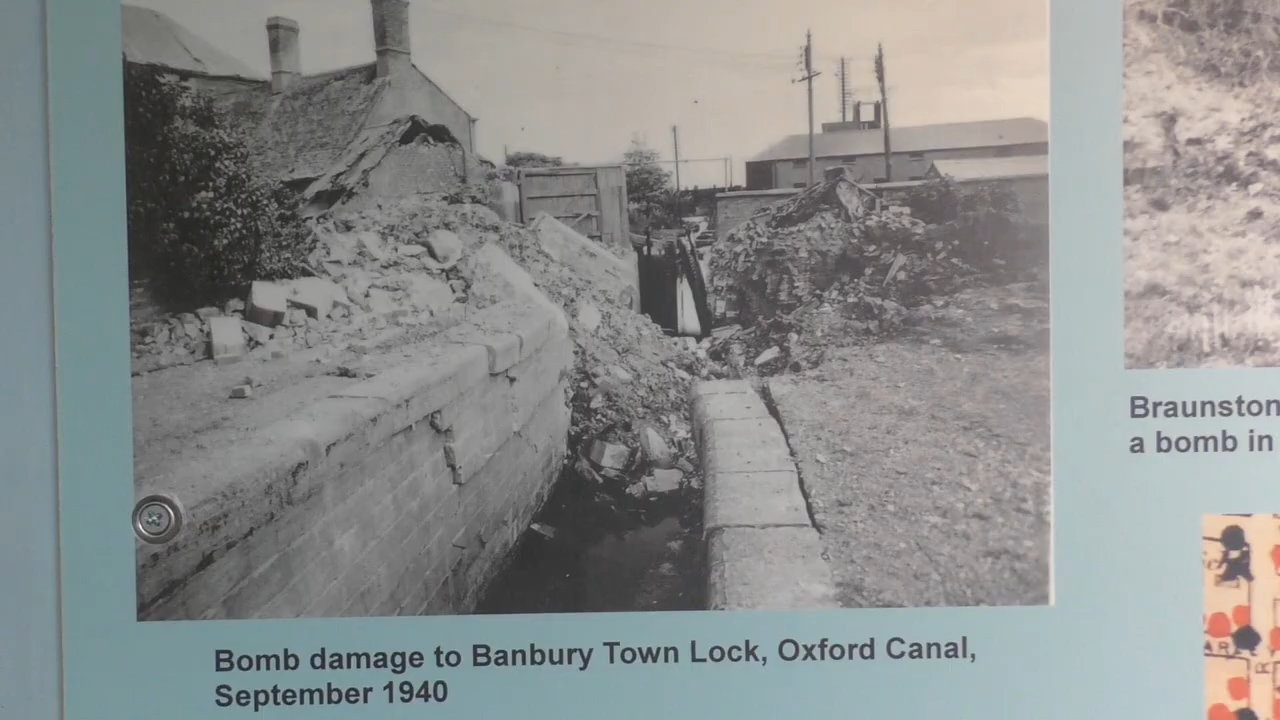 Bomb damage to Banbury Town Lock, Oxford Canal,
September 1940
Braunston
a bomb in